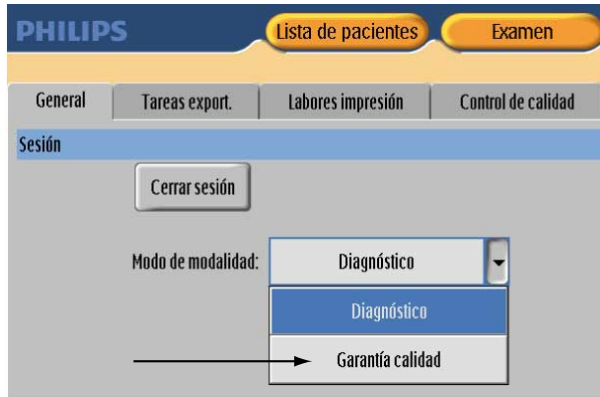 PHILIPS Lista de pacientes Examen
General Tareas export. Labores impresión Control de calidad
Sesión
Cerrar sesión
Modo de modalidad: Diagnóstico
Diagnóstico
Garantía calidad